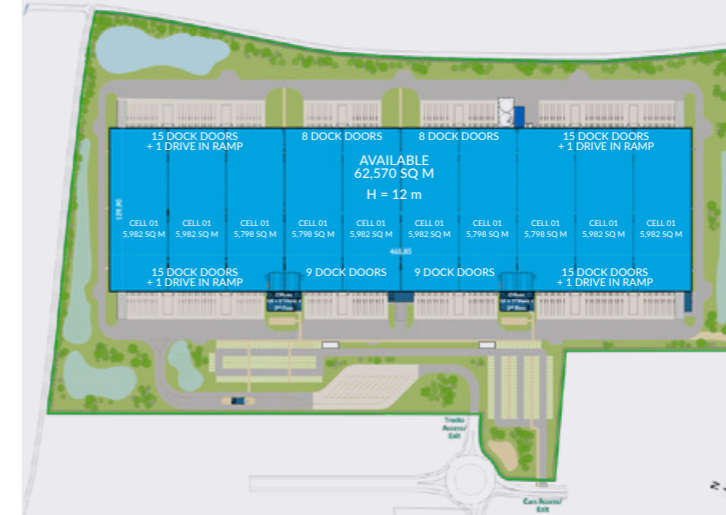 15 DOCK DOORS
+ 1 DRIVE IN RAMP
8 DOCK DOORS
8 DOCK DOORS
15 DOCK DOORS
+ 1 DRIVE IN RAMP
AVAILABLE
62,570 SQ M
H = 12 m
CELL 01
5,982 SQ M
CELL 01
5,982 SQ M
CELL 01
5,798 SQ M
CELL 01
5,798 SQ M
CELL 01
5,982 SQ M
CELL 01
5,982 SQ M
CELL 01
5,798 SQ M
CELL 01
5,798 SQ M
CELL 01
5,982 SQ M
CELL 01
5,982 SQ M
15 DOCK DOORS
+ 1 DRIVE IN RAMP
9 DOCK DOORS
9 DOCK DOORS
15 DOCK DOORS
+ 1 DRIVE IN RAMP
Offices
Offices
Trucks
Access/
Exit
Cars Access/
Exit
N